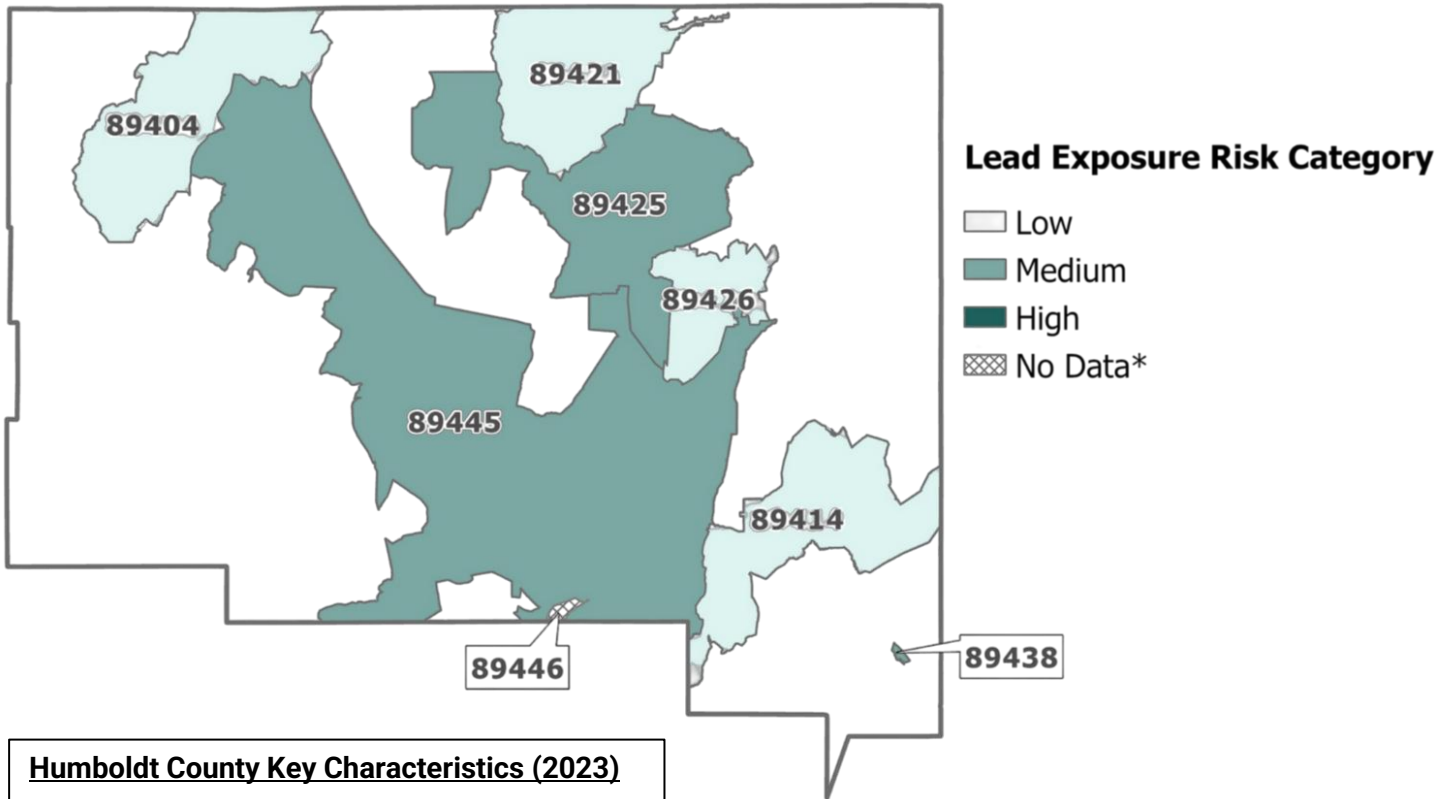 89421
89404
Lead Exposure Risk Category
89425
Low
Medium
89426
High
No Data*
89445
89414
89446
89438
Humboldt County Key Characteristics (2023)